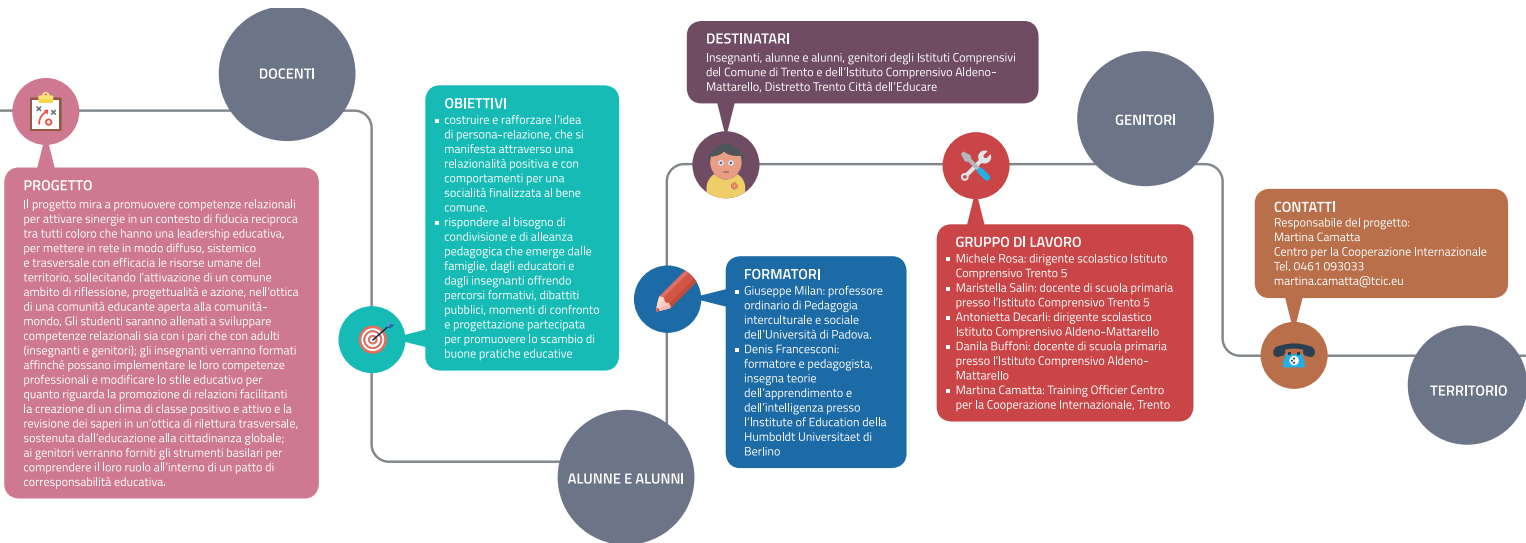 DOCENTI
PROGETTO
Il progetto mira a promuovere competenze relazionali
per attivare sinergie in un contesto di fiducia reciproca
tra tutti coloro che hanno una leadership educativa,
per mettere in rete in modo diffuso, sistemico
e trasversale con efficacia le risorse umane del
territorio, sollecitando l'attivazione di un comune
ambito di riflessione, progettualità e azione, nell'ottica
di una comunità educante aperta alla comunità-
mondo, Gli studenti saranno allenati a sviluppare
competenze relazionali sia con i pari che con adulti
(insegnanti e genitori); gli insegnanti verranno formati
affinché possano implementare le loro competenze
professionali e modificare lo stile educativo per
quanto riguarda la promozione di relazioni facilitanti
la creazione di un clima di classe positivo e attivo e la
revisione dei saperi in un'ottica di rilettura trasversale,
sostenuta dall'educazione alla cittadinanza globale;
ai genitori verranno forniti gli strumenti basilari per
comprendere il loro ruolo all'interno di un patto di
corresponsabilità educativa.
OBIETTIVI
▪ costruire e rafforzare l'idea
di persona-relazione, che si
manifesta attraverso una
relazionalità positiva e con
comportamenti per una
socialità finalizzata al bene
comune.
▪ rispondere al bisogno di
condivisione e di alleanza
pedagogica che emerge dalle
famiglie, dagli educatori e
dagli insegnanti offrendo
percorsi formativi, dibattiti
pubblici, momenti di confronto
e progettazione partecipata
per promuovere lo scambio di
buone pratiche educative
ALUNNE E ALUNNI
DESTINATARI
Insegnanti, alunne e alunni, genitori degli Istituti Comprensivi
del Comune di Trento e dell'Istituto Comprensivo Aldeno-
Mattarello, Distretto Trento Città dell'Educare
FORMATORI
▪ Giuseppe Milan: professore
ordinario di Pedagogia
interculturale e sociale
dell'Università di Padova.
▪ Denis Francesconi:
formatore e pedagogista,
insegna teorie
dell'apprendimento e
dell'intelligenza presso
l'Institute of Education della
Humboldt Universitaet di
Berlino
GRUPPO DI LAVORO
▪ Michele Rosa: dirigente scolastico Istituto
Comprensivo Trento 5
▪ Maristella Salin: docente di scuola primaria
presso l'Istituto Comprensivo Trento 5
▪ Antonietta Decarli: dirigente scolastico
Istituto Comprensivo Aldeno-Mattarello
▪ Danila Buffoni: docente di scuola primaria
presso l'Istituto Comprensivo Aldeno-
Mattarello
▪ Martina Camatta: Training Officier Centro
per la Cooperazione Internazionale, Trento
GENITORI
CONTATTI
Responsabile del progetto:
Martina Camatta
Centro per la Cooperazione Internazionale
Tel. 0461 093033
martina.camatta@tcic.eu
TERRITORIO